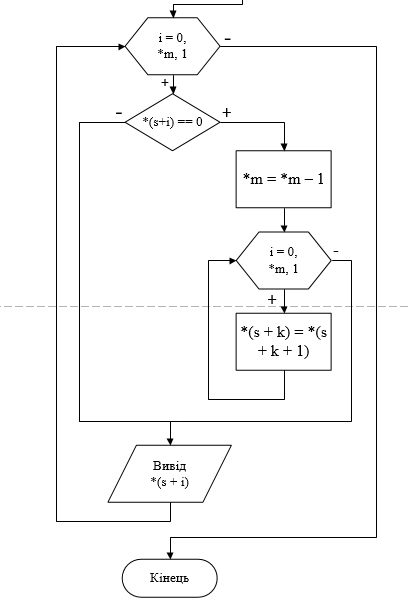 i = 0,
*m, 1
-
+
-
*(s+i) == 0
+
*m = *m – 1
i = 0,
*m, 1
-
+
*(s + k) = *(s
+ k + 1)
Вивід
*(s + i)
Кінець